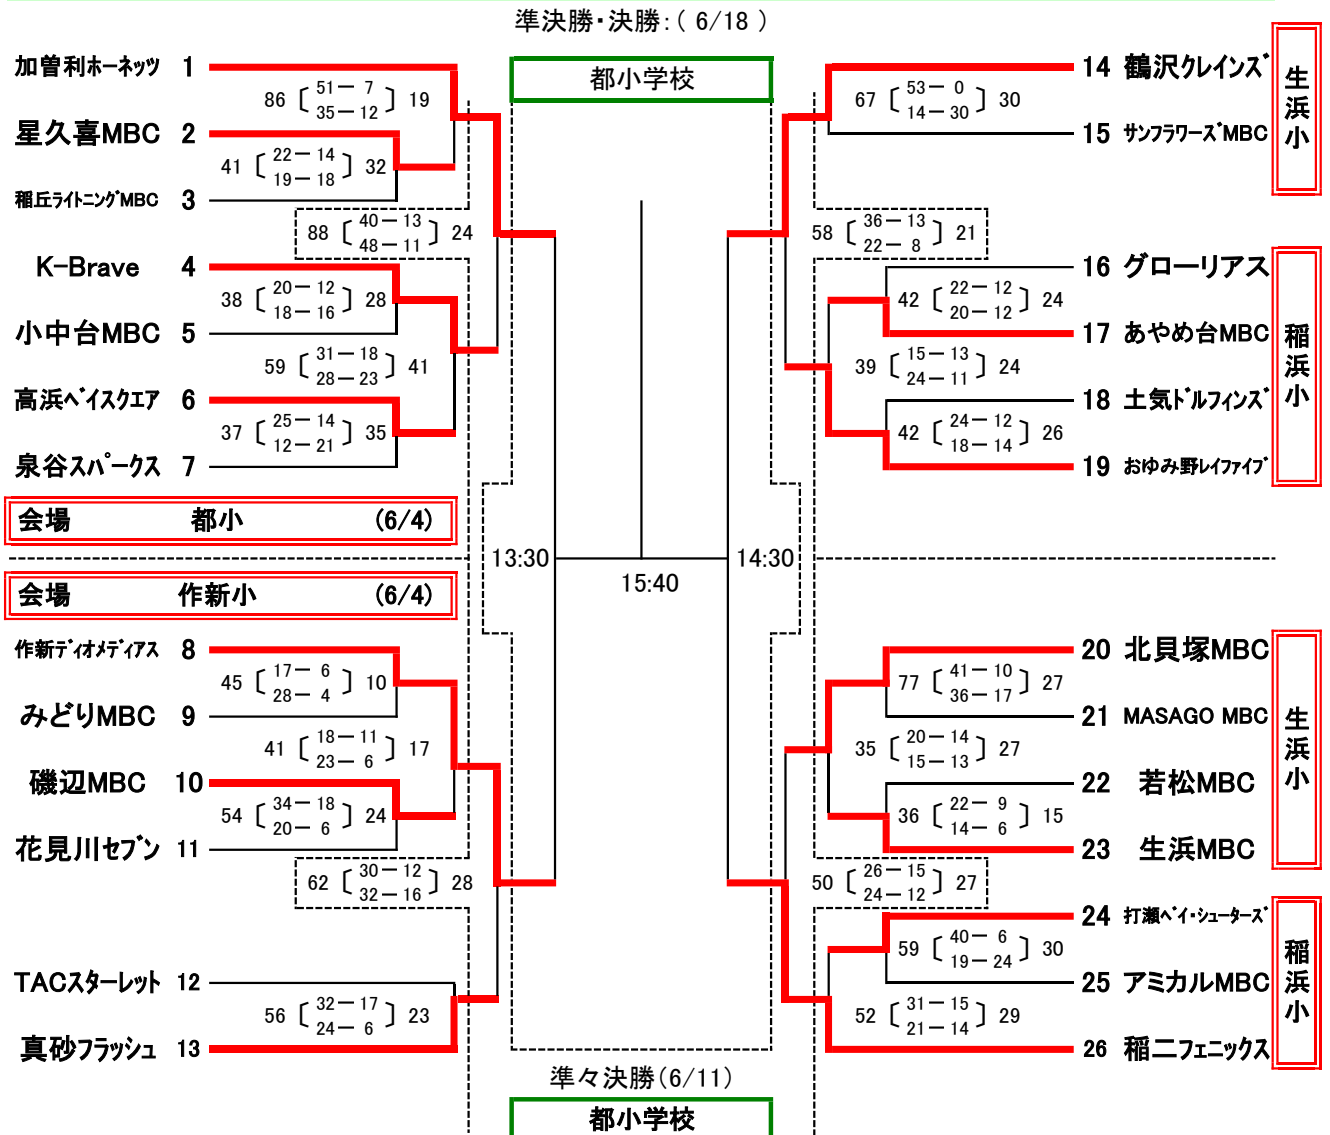 準決勝・決勝：( 6/18 )
都小学校
加曽利ホーネッツ 1
86 〔 51－ 7 35－12 〕 19
星久喜MBC 2
41 〔 22－14 19－18 〕 32
稲丘ライトニングMBC 3
88 〔 40－13 48－11 〕 24
K-Brave 4
38 〔 20－12 18－16 〕 28
小中台MBC 5
59 〔 31－18 28－23 〕 41
高浜ベイスクエア 6
37 〔 25－14 12－21 〕 35
泉谷スパークス 7
会場 都小 (6/4)
会場 作新小 (6/4)
作新ディオメディアス 8
45 〔 17－ 6 28－ 4 〕 10
みどりMBC 9
41 〔 18－11 23－ 6 〕 17
磯辺MBC 10
54 〔 34－18 20－ 6 〕 24
花見川セブン 11
62 〔 30－12 32－16 〕 28
TACスターレット 12
56 〔 32－17 24－ 6 〕 23
真砂フラッシュ 13
13:30
15:40
14:30
14 鶴沢クレインズ
67 〔 53－ 0 14－30 〕 30
15 サンフラワーズMBC
生浜小
58 〔 36－13 22－ 8 〕 21
16 グローリアス
42 〔 22－12 20－12 〕 24
17 あやめ台MBC
39 〔 15－13 24－11 〕 24
18 土気ドルフィンズ
42 〔 24－12 18－14 〕 26
19 おゆみ野レイファイブ
稲浜小
20 北貝塚MBC
77 〔 41－10 36－17 〕 27
21 MASAGO MBC
35 〔 20－14 15－13 〕 27
22 若松MBC
36 〔 22－ 9 14－ 6 〕 15
23 生浜MBC
生浜小
50 〔 26－15 24－12 〕 27
24 打瀬ベイ・シューターズ
59 〔 40－ 6 19－24 〕 30
25 アミカルMBC
52 〔 31－15 21－14 〕 29
26 稲二フェニックス
稲浜小
準々決勝(6/11)
都小学校